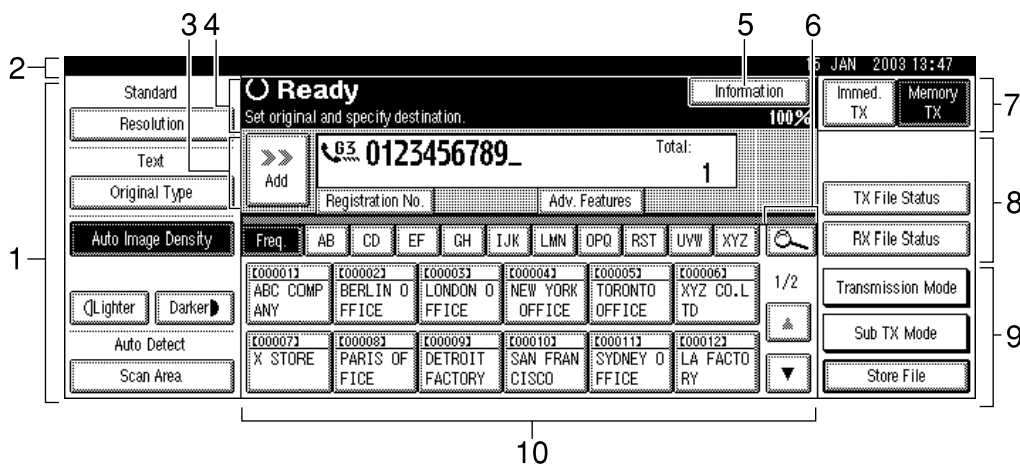 3 4 5 6
2
15 JAN 2003 13:47
1
Standard
Resolution
Text
Original Type
Auto Image Density
Lighter Darker
Auto Detect
Scan Area
Ready
Information
Set original and specify destination. 100%
Add
G3 0123456789_
Total:
1
Registration No. Adv. Features
Freq. AB CD EF GH IJK LMN OPQ RST UVW XYZ
[00001] [00002] [00003] [00004] [00005] [00006]
ABC COMP BERLIN O LONDON O NEW YORK TORONTO XYZ CO.L
ANY FFICE FFICE OFFICE OFFICE TD
1/2
[00007] [00008] [00009] [00010] [00011] [00012]
X STORE PARIS OF DETROIT SAN FRAN SYDNEY O LA FACTO
FICE FACTORY CISCO FFICE RY
Immed. TX
Memory TX
7
TX File Status
8
RX File Status
Transmission Mode
Sub TX Mode
9
Store File
10